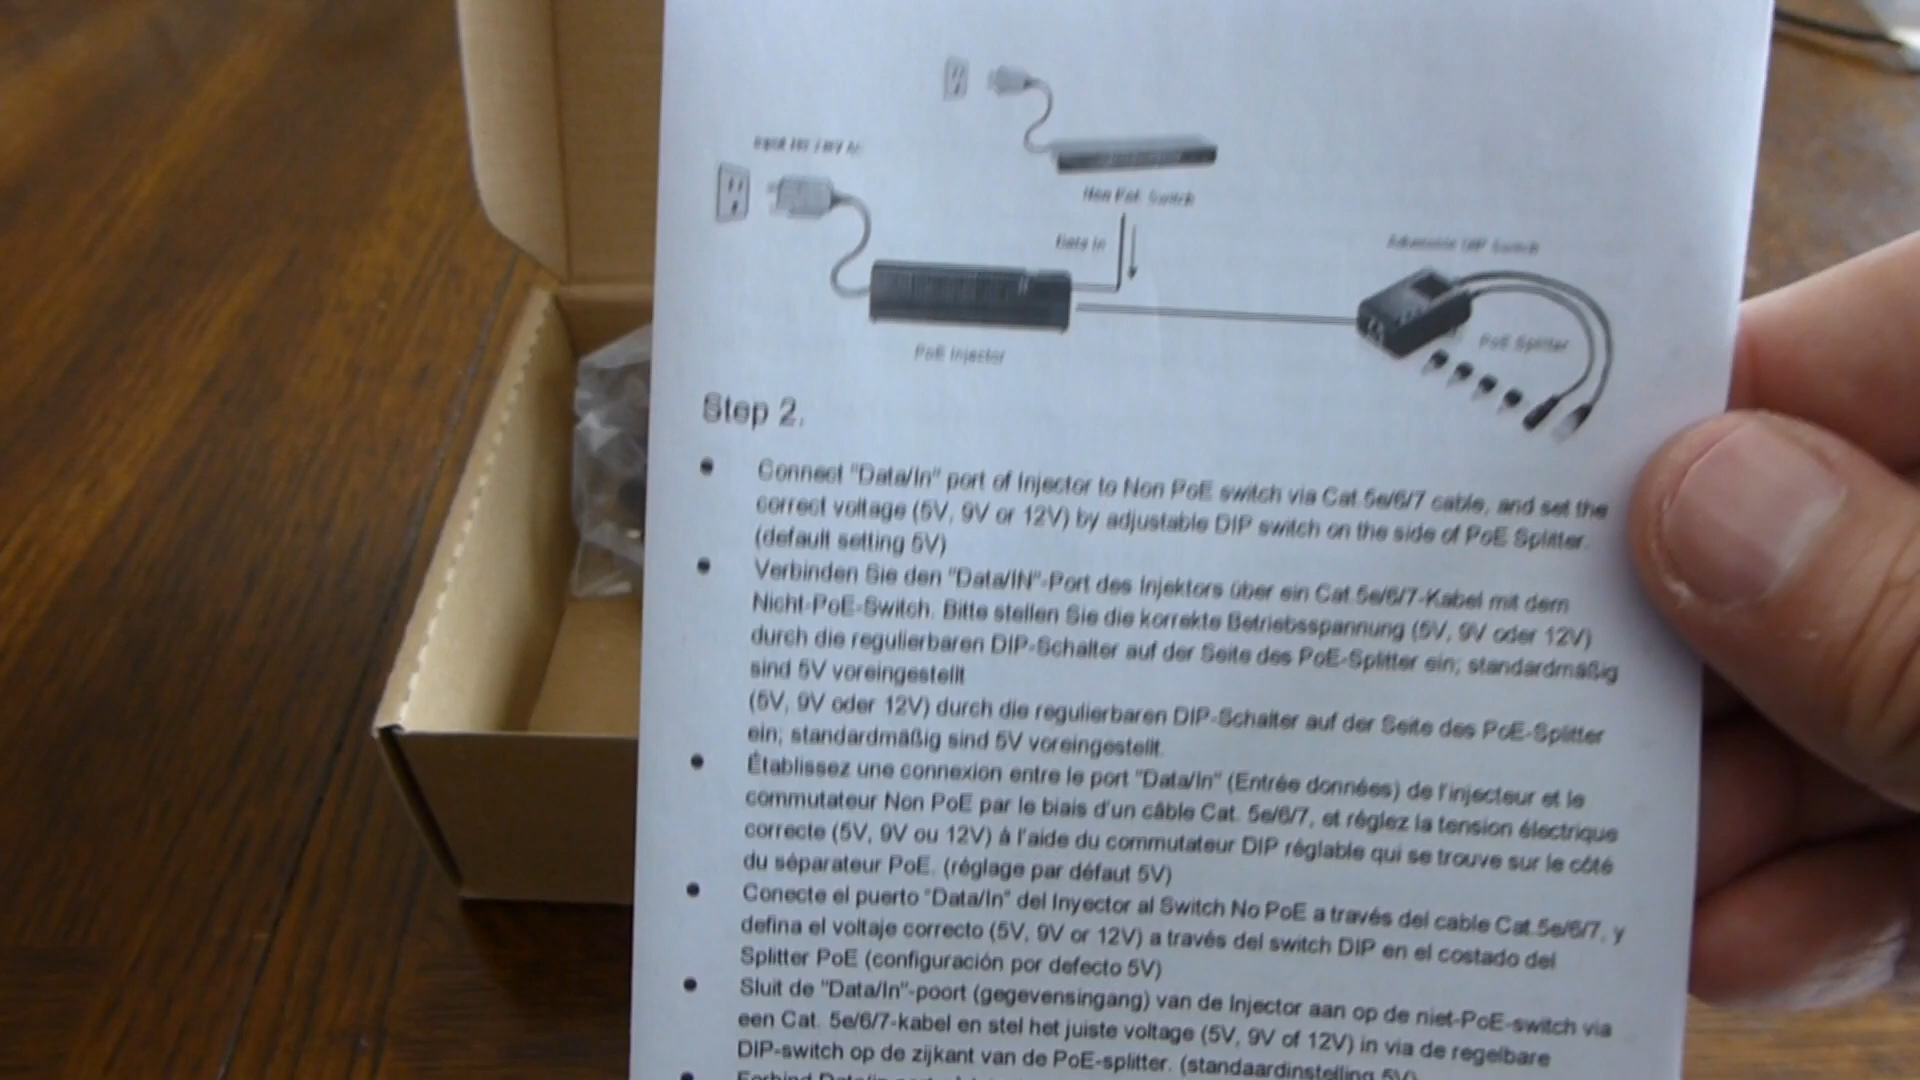 Non PoE Switch
Data In
Adjustable DIP Switch
PoE Splitter
PoE Injector
Step 2.
Connect "Data/In" port of Injector to Non PoE switch via Cat.5e/6/7 cable, and set the
correct voltage (5V, 9V or 12V) by adjustable DIP switch on the side of PoE Splitter.
(default setting 5V)
Verbinden Sie den "Data/IN"-Port des Injektors über ein Cat.5e/6/7-Kabel mit dem
Nicht-PoE-Switch. Bitte stellen Sie die korrekte Betriebsspannung (5V, 9V oder 12V)
durch die regulierbaren DIP-Schalter auf der Seite des PoE-Splitter ein; standardmäßig
sind 5V voreingestellt
(5V, 9V oder 12V) durch die regulierbaren DIP-Schalter auf der Seite des PoE-Splitter
ein; standardmäßig sind 5V voreingestellt.
Établissez une connexion entre le port "Data/In" (Entrée données) de l'injecteur et le
commutateur Non PoE par le biais d'un câble Cat. 5e/6/7, et réglez la tension électrique
correcte (5V, 9V ou 12V) à l'aide du commutateur DIP réglable qui se trouve sur le côté
du séparateur PoE. (réglage par défaut 5V)
Conecte el puerto "Data/In" del Inyector al Switch No PoE a través del cable Cat.5e/6/7, y
defina el voltaje correcto (5V, 9V or 12V) a través del switch DIP en el costado del
Splitter PoE (configuración por defecto 5V)
Sluit de "Data/In"-poort (gegevensingang) van de Injector aan op de niet-PoE-switch via
een Cat. 5e/6/7-kabel en stel het juiste voltage (5V, 9V of 12V) in via de regelbare
DIP-switch op de zijkant van de PoE-splitter. (standaardinstelling 5V)